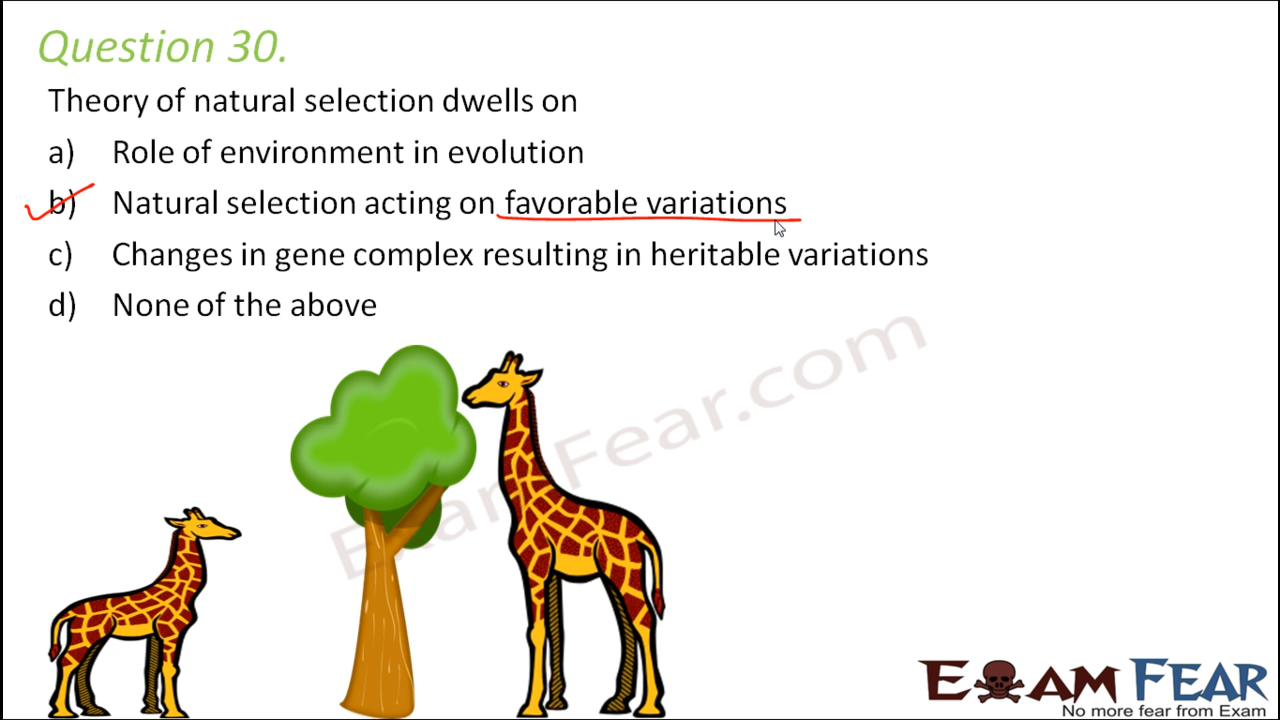 Question 30.
Theory of natural selection dwells on
a) Role of environment in evolution
b) Natural selection acting on favorable variations
c) Changes in gene complex resulting in heritable variations
d) None of the above
ExamFear.com
EXAM FEAR
No more fear from Exam